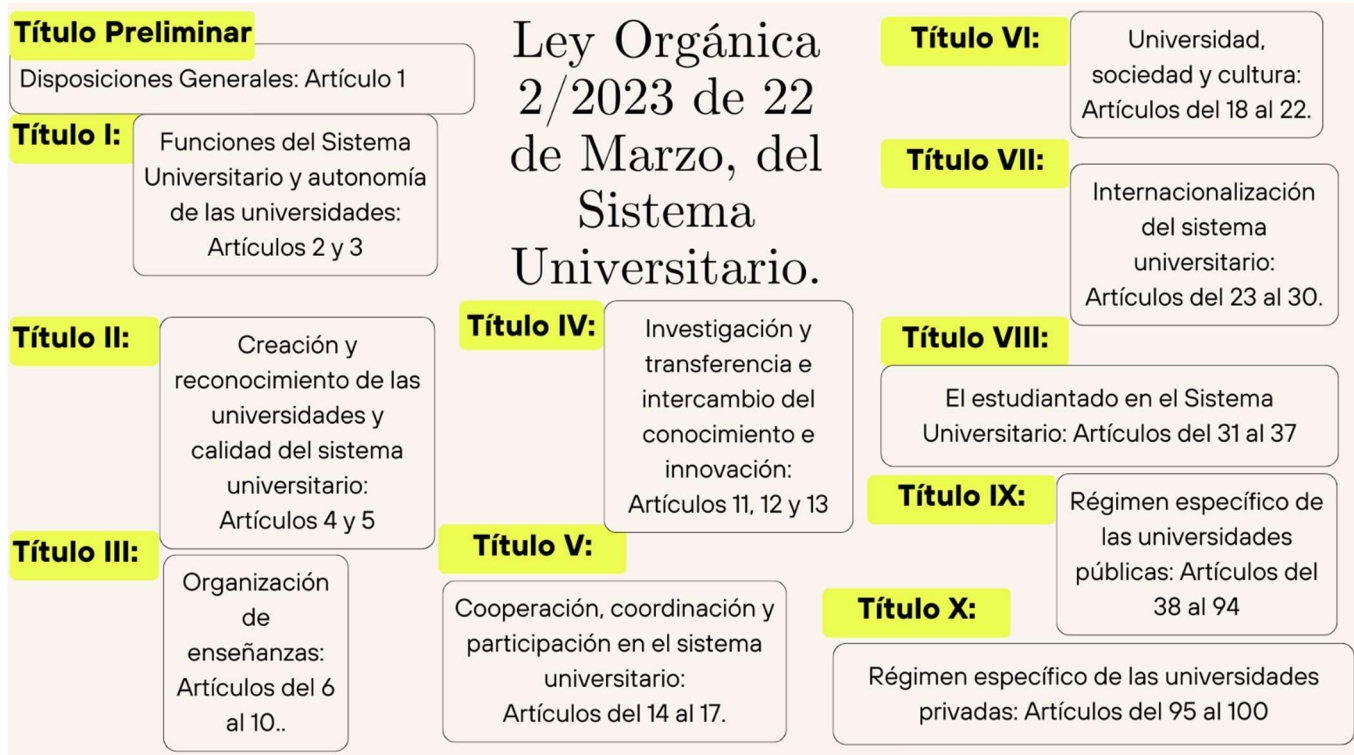 Título Preliminar
Disposiciones Generales: Artículo 1
Título I:
Funciones del Sistema
Universitario y autonomía
de las universidades:
Artículos 2 y 3
Título II:
Creación y
reconocimiento de las
universidades y
calidad del sistema
universitario:
Artículos 4 y 5
Título III:
Organización
de
enseñanzas:
Artículos del 6
al 10..
Ley Orgánica
2/2023 de 22
de Marzo, del
Sistema
Universitario.
Título IV:
Investigación y
transferencia e
intercambio del
conocimiento e
innovación:
Artículos 11, 12 y 13
Título V:
Cooperación, coordinación y
participación en el sistema
universitario:
Artículos del 14 al 17.
Título VI:
Universidad,
sociedad y cultura:
Artículos del 18 al 22.
Título VII:
Internacionalización
del sistema
universitario:
Artículos del 23 al 30.
Título VIII:
El estudiantado en el Sistema
Universitario: Artículos del 31 al 37
Título IX:
Régimen específico de
las universidades
públicas: Artículos del
38 al 94
Título X:
Régimen específico de las universidades
privadas: Artículos del 95 al 100